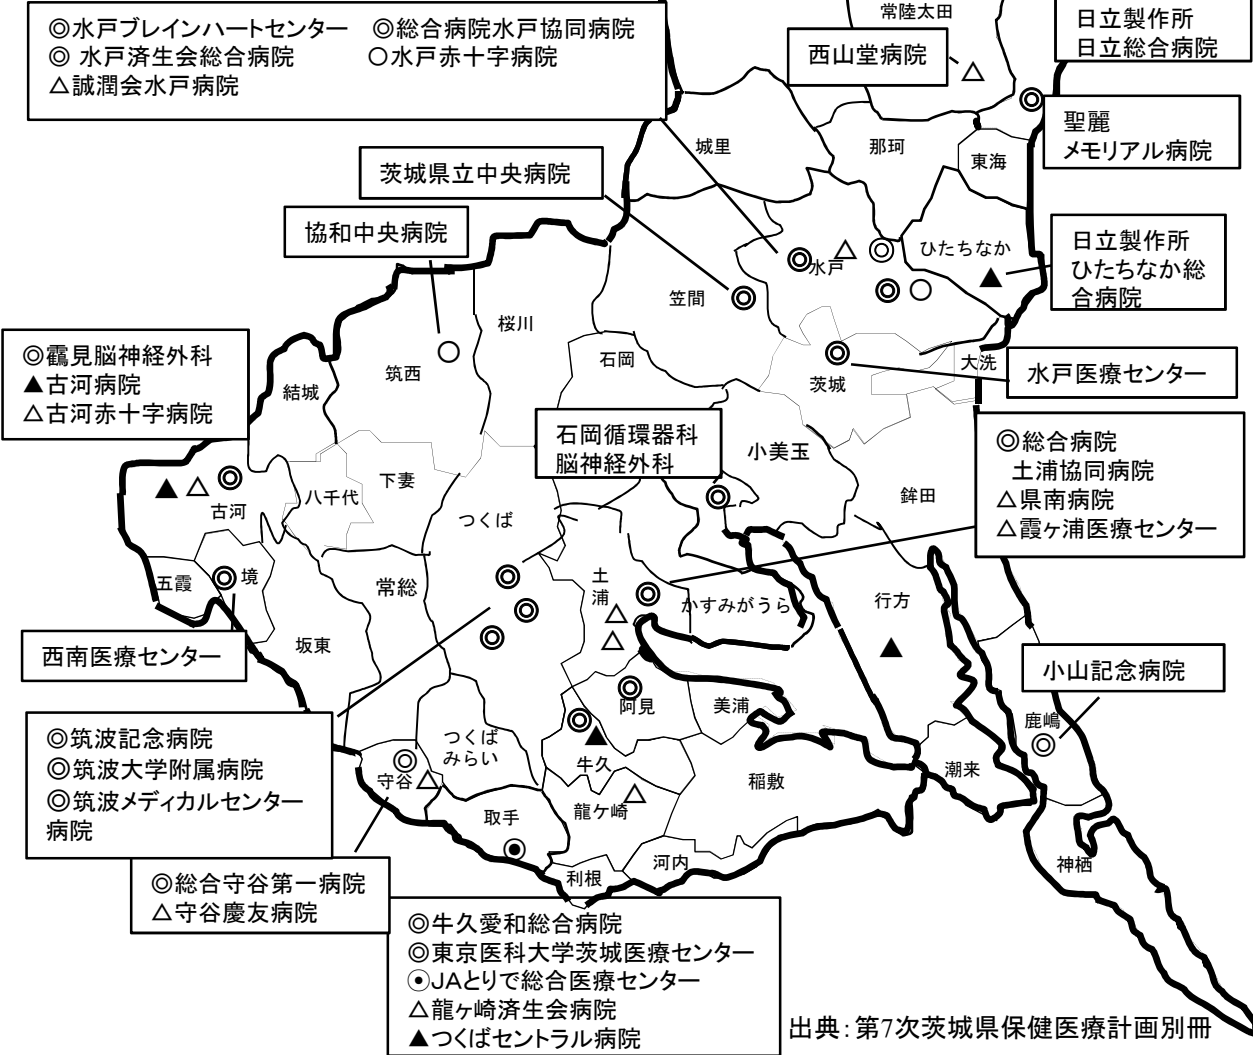 ◎水戸ブレインハートセンター ◎総合病院水戸協同病院
◎ 水戸済生会総合病院 ○水戸赤十字病院
△誠潤会水戸病院
常陸太田
日立製作所
日立総合病院
西山堂病院
聖麗
メモリアル病院
城里
那珂
東海
茨城県立中央病院
協和中央病院
ひたちなか
日立製作所
ひたちなか総
合病院
水戸
笠間
桜川
石岡
筑西
結城
茨城
大洗
水戸医療センター
◎靏見脳神経外科
▲古河病院
△古河赤十字病院
石岡循環器科
脳神経外科
小美玉
鉾田
◎総合病院
土浦協同病院
△県南病院
△霞ヶ浦医療センター
下妻
八千代
古河
つくば
五霞
境
常総
土
浦
かすみがうら
行方
坂東
西南医療センター
小山記念病院
阿見
美浦
鹿嶋
◎筑波記念病院
◎筑波大学附属病院
◎筑波メディカルセンター
病院
つくば
みらい
守谷
牛久
稲敷
潮来
取手
龍ケ崎
河内
利根
神栖
◎総合守谷第一病院
△守谷慶友病院
◎牛久愛和総合病院
◎東京医科大学茨城医療センター
⦿JAとりで総合医療センター
△龍ヶ崎済生会病院
▲つくばセントラル病院
出典：第7次茨城県保健医療計画別冊